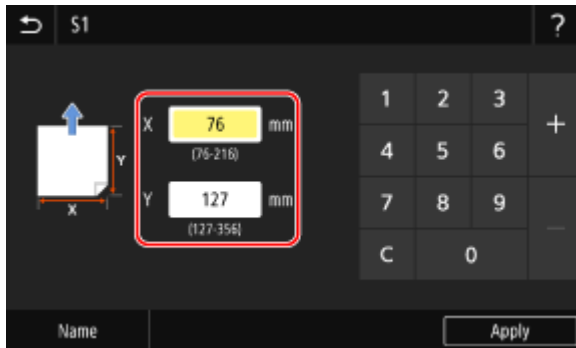 S1 ?
X 76 mm
(76-216)
Y 127 mm
(127-356)
Y
X
1 2 3 +
4 5 6
7 8 9 —
C 0
Name Apply